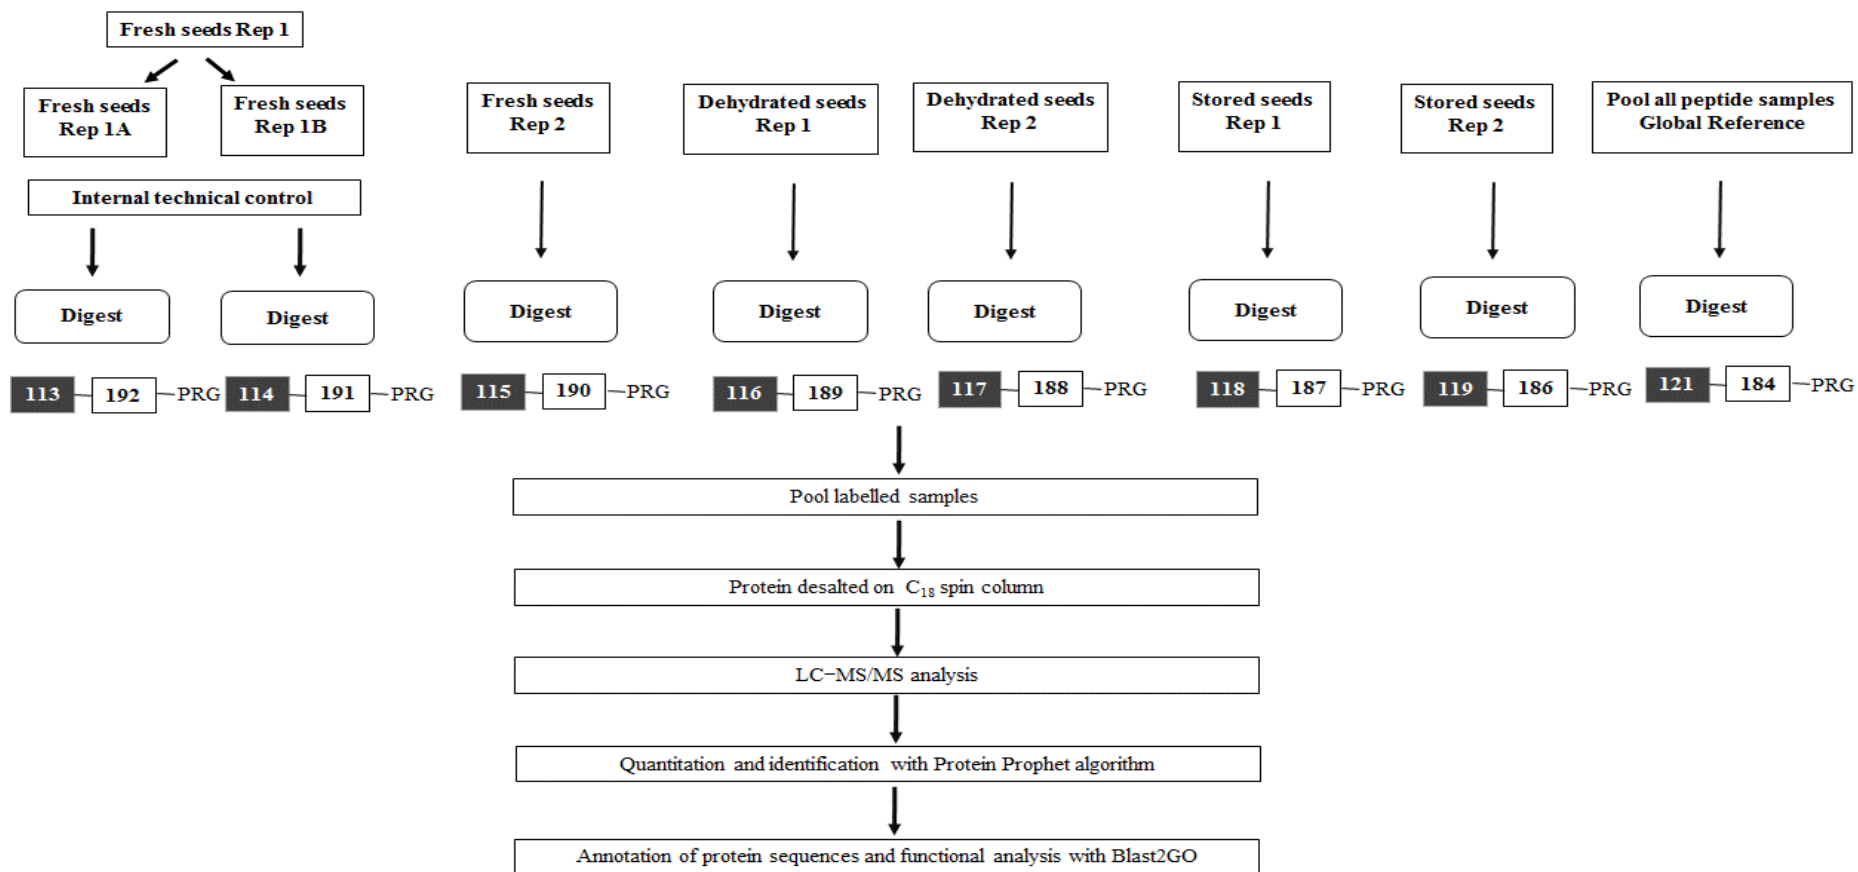 Fresh seeds Rep 1
Fresh seeds
Rep 1A
Fresh seeds
Rep 1B
Fresh seeds
Rep 2
Dehydrated seeds
Rep 1
Dehydrated seeds
Rep 2
Stored seeds
Rep 1
Stored seeds
Rep 2
Pool all peptide samples
Global Reference
Internal technical control
Digest
Digest
Digest
Digest
Digest
Digest
Digest
Digest
113 192 PRG
114 191 PRG
115 190 PRG
116 189 PRG
117 188 PRG
118 187 PRG
119 186 PRG
121 184 PRG
Pool labelled samples
Protein desalted on C18 spin column
LC−MS/MS analysis
Quantitation and identification with Protein Prophet algorithm
Annotation of protein sequences and functional analysis with Blast2GO